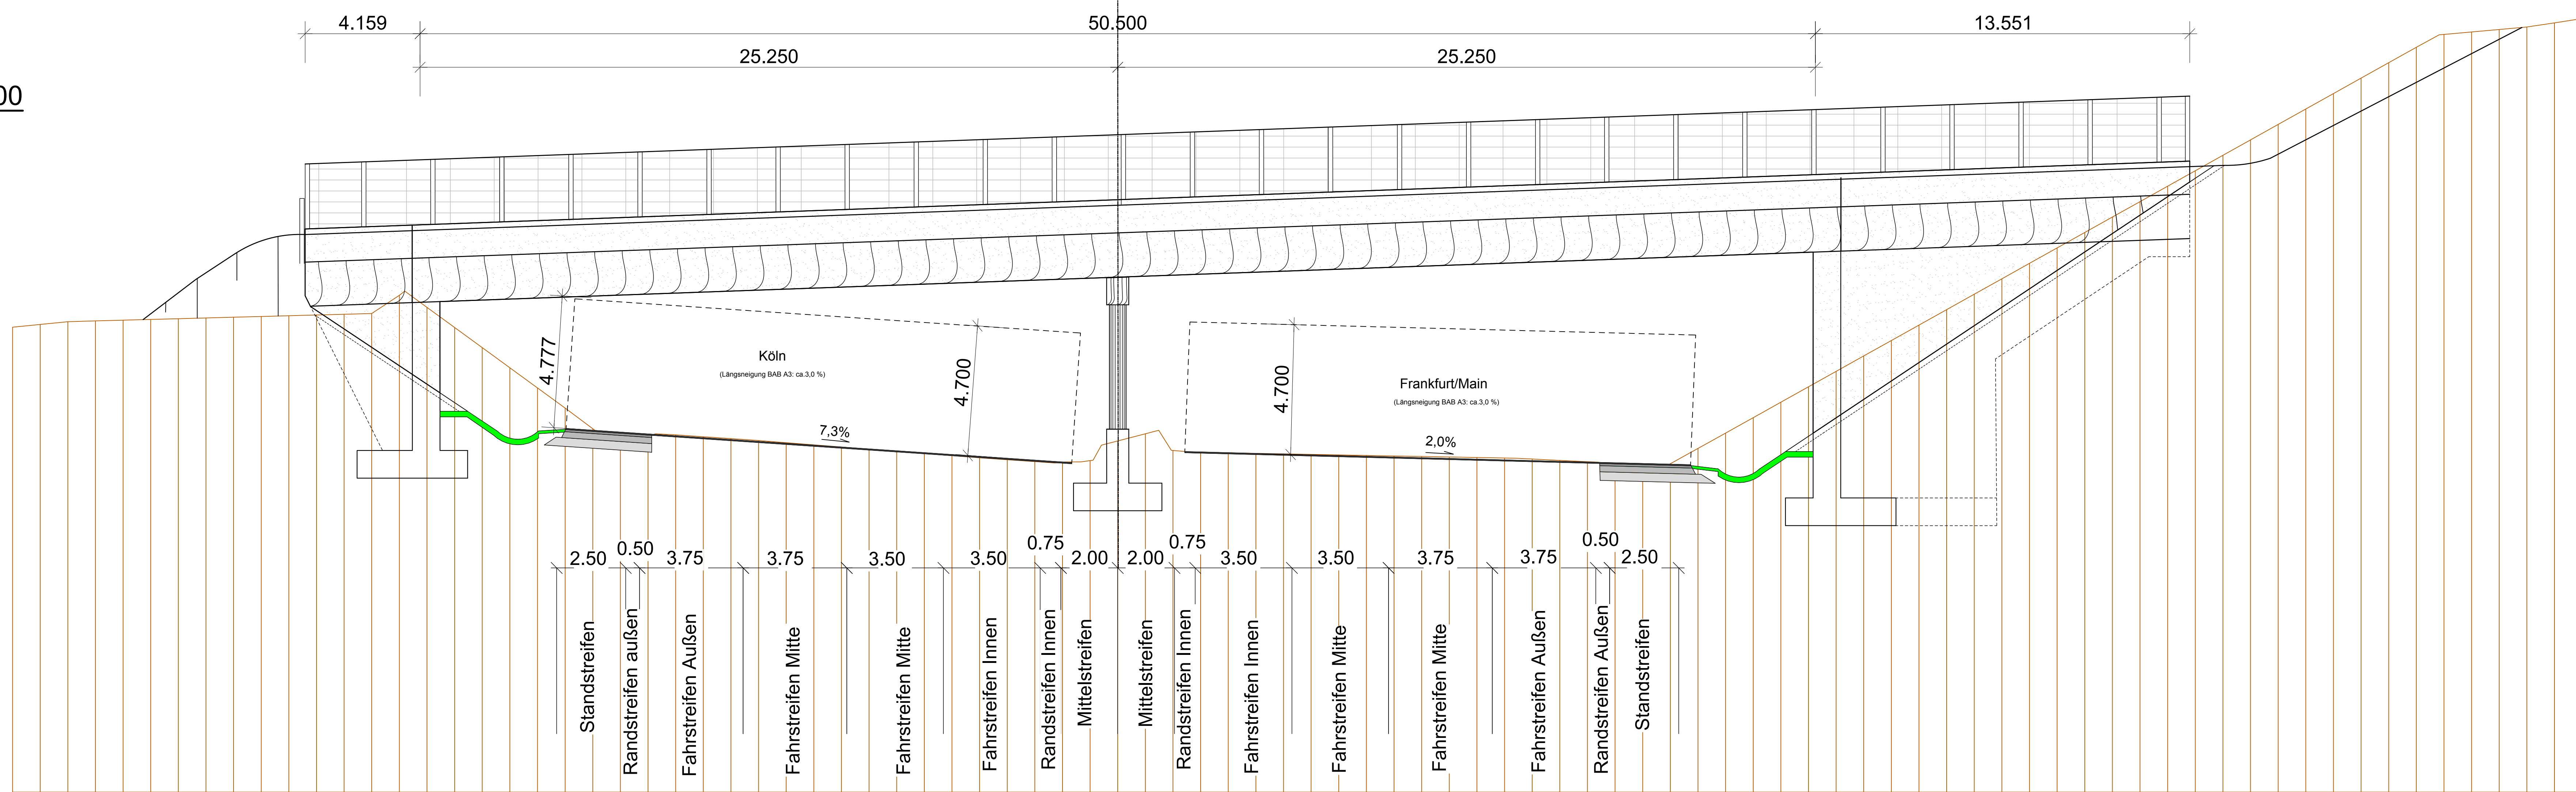 4.159
50.500
13.551
25.250
25.250
00
4.777
Köln
(Längsneigung BAB A3: ca.3,0 %)
4.700
4.700
Frankfurt/Main
(Längsneigung BAB A3: ca.3,0 %)
7,3%
2,0%
2.50
0.50
3.75
3.75
3.50
3.50
0.75
2.00
2.00
0.75
3.50
3.50
3.75
3.75
0.50
2.50
Standstreifen
Randstreifen außen
Fahrstreifen Außen
Fahrstreifen Mitte
Fahrstreifen Mitte
Fahrstreifen Innen
Randstreifen Innen
Mittelstreifen
Mittelstreifen
Randstreifen Innen
Fahrstreifen Innen
Fahrstreifen Mitte
Fahrstreifen Mitte
Fahrstreifen Außen
Randstreifen Außen
Standstreifen